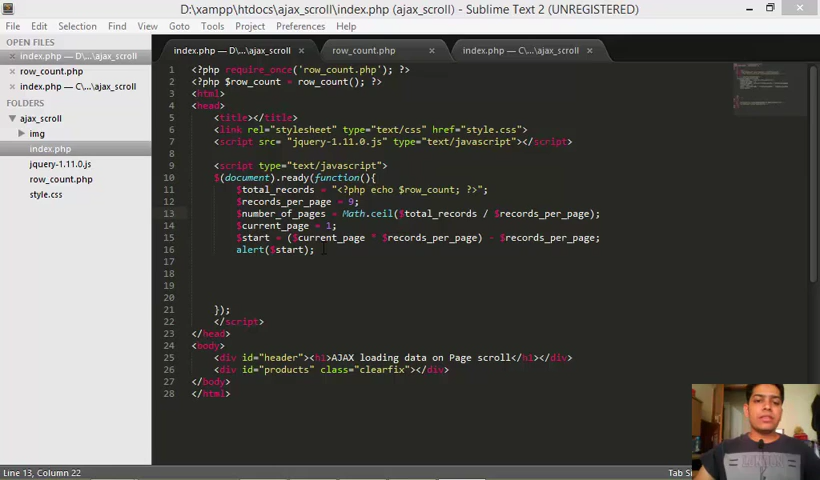 D:\xampp\htdocs\ajax_scroll\index.php (ajax_scroll) - Sublime Text 2 (UNREGISTERED)
File Edit Selection Find View Goto Tools Project Preferences Help
OPEN FILES
index.php — D\...\ajax_scroll
row_count.php
index.php — C\...\ajax_scroll
FOLDERS
ajax_scroll
img
index.php
jquery-1.11.0.js
row_count.php
style.css
index.php — D\...\ajax_scroll row_count.php index.php — C\...\ajax_scroll
1 <?php require_once('row_count.php'); ?>
2 <?php $row_count = row_count(); ?>
3 <html>
4 <head>
5 <title></title>
6 <link rel="stylesheet" type="text/css" href="style.css">
7 <script src= "jquery-1.11.0.js" type="text/javascript"></script>
8
9 <script type="text/javascript">
10 $(document).ready(function(){
11 $total_records = "<?php echo $row_count; ?>";
12 $records_per_page = 9;
13 $number_of_pages = Math.ceil($total_records / $records_per_page);
14 $current_page = 1;
15 $start = ($current_page * $records_per_page) - $records_per_page;
16 alert($start);
17
18
19
20
21 });
22 </script>
23 </head>
24 <body>
25 <div id="header"><h1>AJAX loading data on Page scroll</h1></div>
26 <div id="products" class="clearfix"></div>
27 </body>
28 </html>
Line 13, Column 22
Tab Si